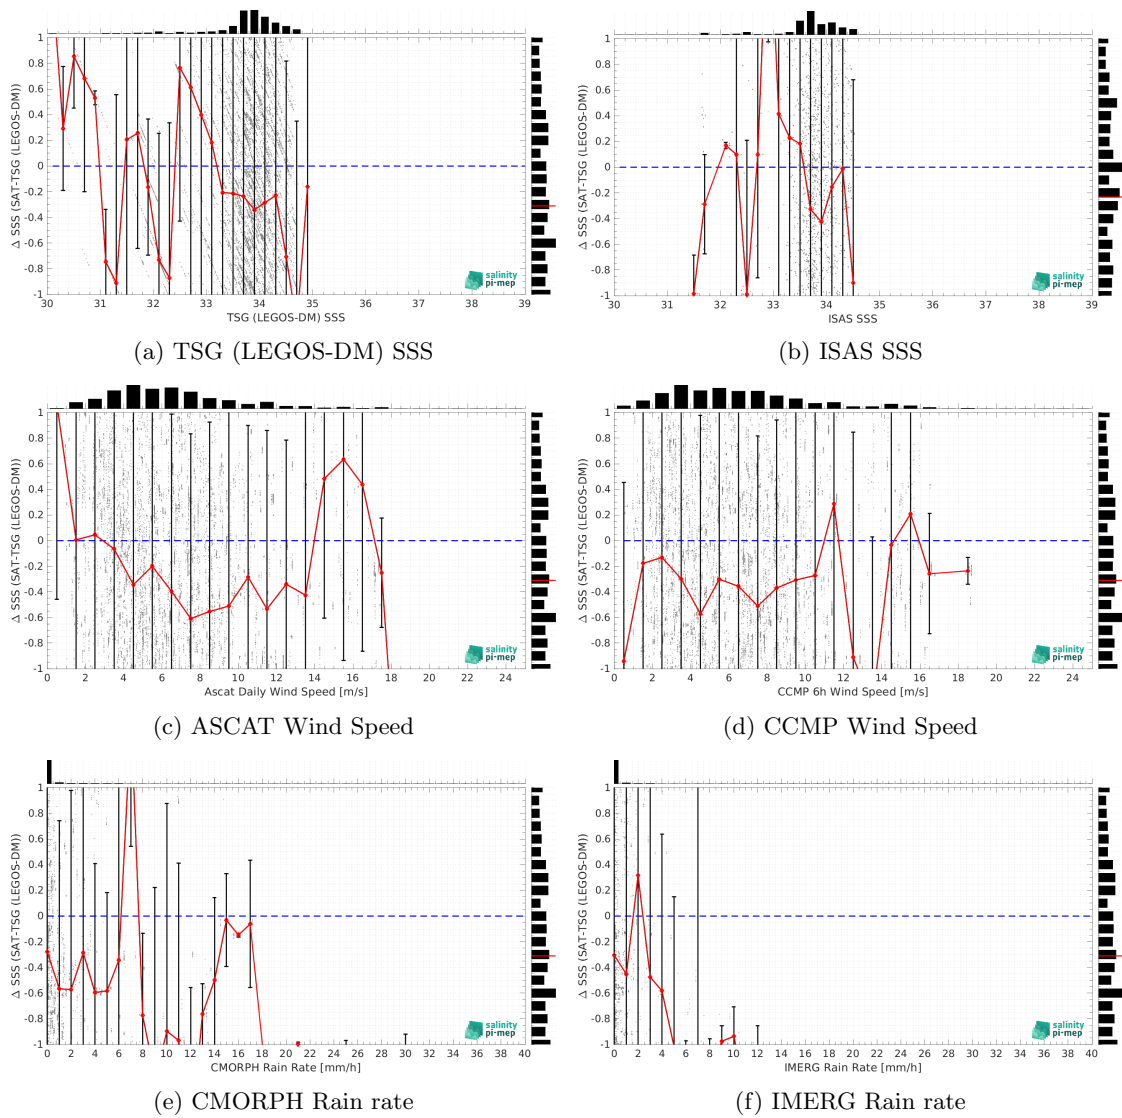 1
0.8
0.6
0.4
0.2
0
-0.2
-0.4
-0.6
-0.8
-1
Δ SSS (SAT-TSG (LEGOS-DM))
30 31 32 33 34 35 36 37 38 39
TSG (LEGOS-DM) SSS
salinity
pi-mep
(a) TSG (LEGOS-DM) SSS
1
0.8
0.6
0.4
0.2
0
-0.2
-0.4
-0.6
-0.8
-1
Δ SSS (SAT-TSG (LEGOS-DM))
30 31 32 33 34 35 36 37 38 39
ISAS SSS
salinity
pi-mep
(b) ISAS SSS
1
0.8
0.6
0.4
0.2
0
-0.2
-0.4
-0.6
-0.8
-1
Δ SSS (SAT-TSG (LEGOS-DM))
0 2 4 6 8 10 12 14 16 18 20 22 24
Ascat Daily Wind Speed [m/s]
salinity
pi-mep
(c) ASCAT Wind Speed
1
0.8
0.6
0.4
0.2
0
-0.2
-0.4
-0.6
-0.8
-1
Δ SSS (SAT-TSG (LEGOS-DM))
0 2 4 6 8 10 12 14 16 18 20 22 24
CCMP 6h Wind Speed [m/s]
salinity
pi-mep
(d) CCMP Wind Speed
1
0.8
0.6
0.4
0.2
0
-0.2
-0.4
-0.6
-0.8
-1
Δ SSS (SAT-TSG (LEGOS-DM))
0 2 4 6 8 10 12 14 16 18 20 22 24 26 28 30 32 34 36 38 40
CMORPH Rain Rate [mm/h]
salinity
pi-mep
(e) CMORPH Rain rate
1
0.8
0.6
0.4
0.2
0
-0.2
-0.4
-0.6
-0.8
-1
Δ SSS (SAT-TSG (LEGOS-DM))
0 2 4 6 8 10 12 14 16 18 20 22 24 26 28 30 32 34 36 38 40
IMERG Rain Rate [mm/h]
salinity
pi-mep
(f) IMERG Rain rate